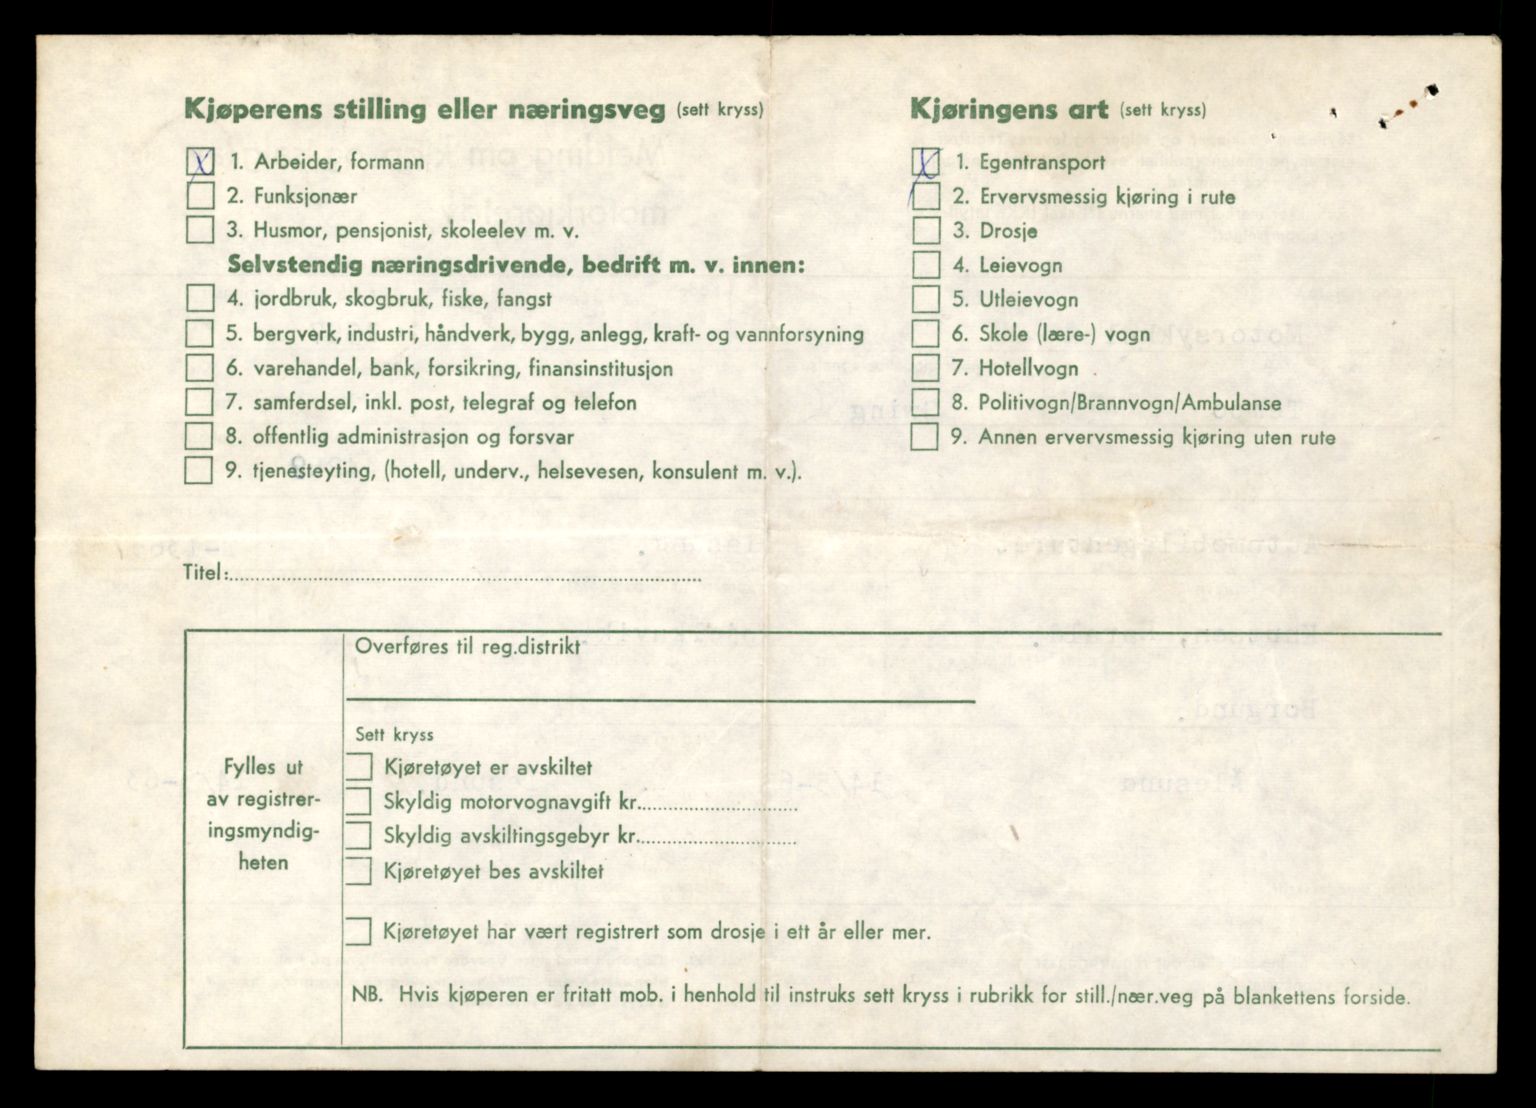 Kjøperens stilling eller næringsveg (sett kryss)
X 1. Arbeider, formann
2. Funksjonær
3. Husmor, pensjonist, skoleelev m. v.
Selvstendig næringsdrivende, bedrift m. v. innen:
4. jordbruk, skogbruk, fiske, fangst
5. bergverk, industri, håndverk, bygg, anlegg, kraft- og vannforsyning
6. varehandel, bank, forsikring, finansinstitusjon
7. samferdsel, inkl. post, telegraf og telefon
8. offentlig administrasjon og forsvar
9. tjenesteyting, (hotell, underv., helsevesen, konsulent m. v.).
Kjøringens art (sett kryss)
X 1. Egentransport
2. Ervervsmessig kjøring i rute
3. Drosje
4. Leievogn
5. Utleievogn
6. Skole (lære-) vogn
7. Hotellvogn
8. Politivogn/Brannvogn/Ambulanse
9. Annen ervervsmessig kjøring uten rute
Titel:
Fylles ut
av registrer-
ingsmyndig-
heten
Overføres til reg.distrikt
Sett kryss
Kjøretøyet er avskiltet
Skyldig motorvognavgift kr.
Skyldig avskiltingsgebyr kr.
Kjøretøyet bes avskiltet
Kjøretøyet har vært registrert som drosje i ett år eller mer.
NB. Hvis kjøperen er fritatt mob. i henhold til instruks sett kryss i rubrikk for still./nær.veg på blankettens forside.